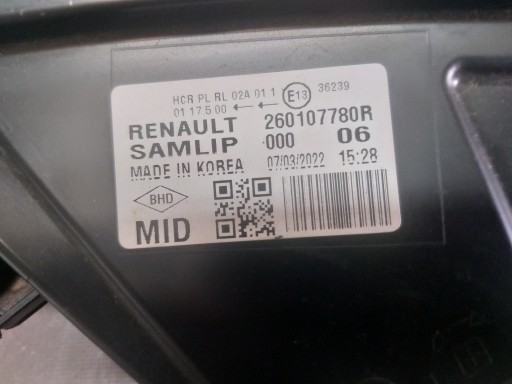 HCR PL RL 02A 01 1 E13 36239
01 17.5 00 ← ←
RENAULT 260107780R
SAMLIP 000 06
MADE IN KOREA 07/03/2022 15:28
BHD
MID